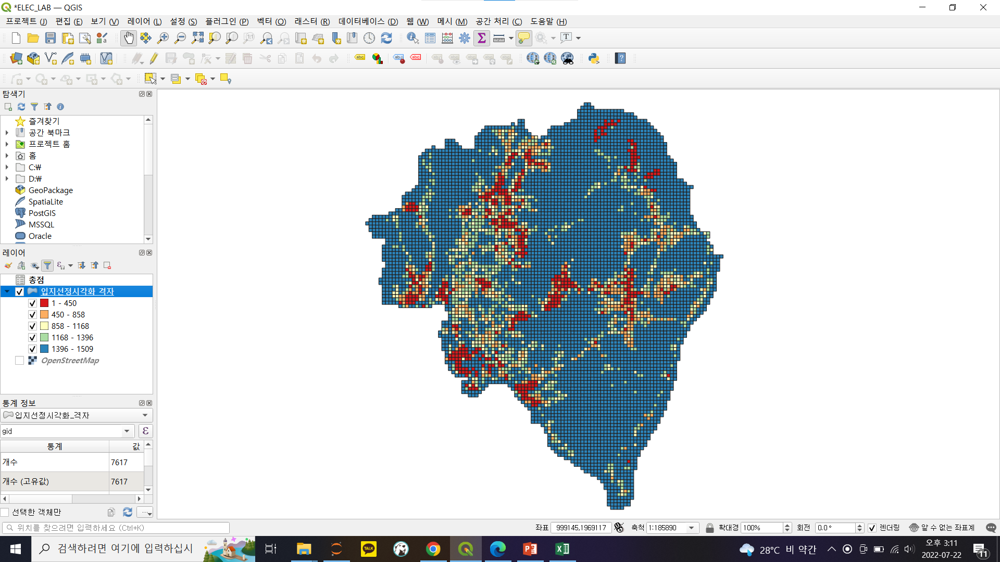 *ELEC_LAB — QGIS
프로젝트 (J) 편집 (E) 보기 (V) 레이어 (L) 설정 (S) 플러그인 (P) 벡터 (O) 래스터 (R) 데이터베이스 (D) 웹 (W) 메시 (M) 공간 처리 (C) 도움말 (H)
탐색기
즐겨찾기
공간 북마크
프로젝트 홈
홈
C:₩
D:₩
GeoPackage
SpatiaLite
PostGIS
MSSQL
Oracle
레이어
총점
입지선정시각화 격자
1 - 450
450 - 858
858 - 1168
1168 - 1396
1396 - 1509
OpenStreetMap
통계 정보
입지선정시각화_격자
gid
통계 값
개수 7617
개수 (고유값) 7617
선택한 객체만
위치를 찾으려면 입력하세요 (Ctrl+K)
좌표 999145,1969117 축척 1:185890 확대경 100% 회전 0.0 ° 렌더링 알 수 없는 좌표계
검색하려면 여기에 입력하십시
TALK
28°C 비 약간
오후 3:11
2022-07-22
11